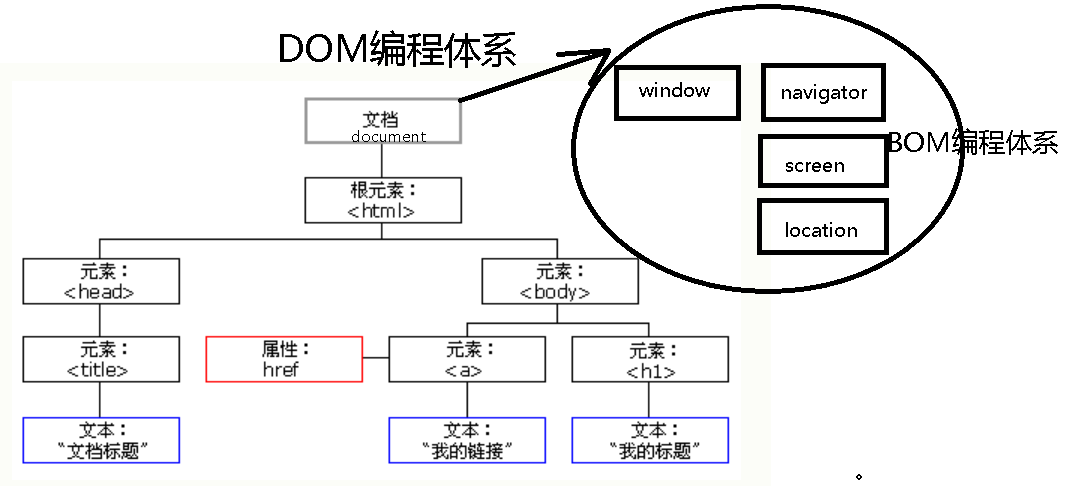 DOM编程体系
window
navigator
文档
document
BOM编程体系
screen
根元素：
<html>
location
元素：
<head>
元素：
<body>
元素：
<title>
属性：
href
元素：
<a>
元素：
<h1>
文本：
“文档标题”
文本：
“我的链接”
文本：
“我的标题”
。